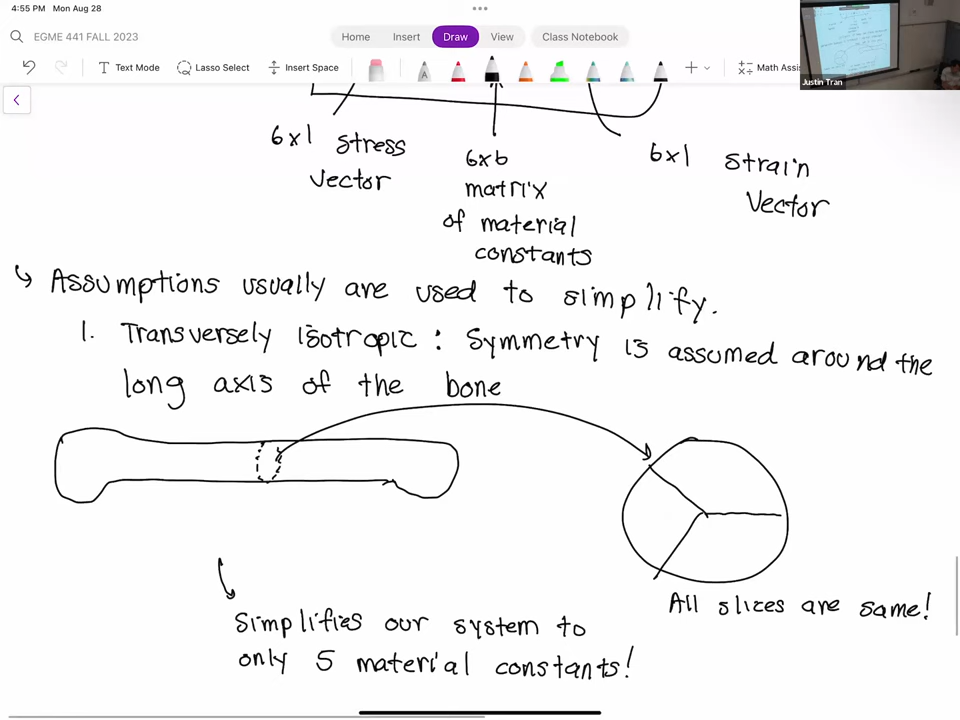 4:55 PM Mon Aug 28
EGME 441 FALL 2023
Home Insert Draw View Class Notebook
Text Mode Lasso Select Insert Space Math Assis
Justin Tran
6x1 stress
vector
6x6
matrix
of material
constants
6x1 strain
vector
↳ Assumptions usually are used to simplify.
1. Transversely isotropic : Symmetry is assumed around the
long axis of the bone
All slices are same!
Simplifies our system to
only 5 material constants!